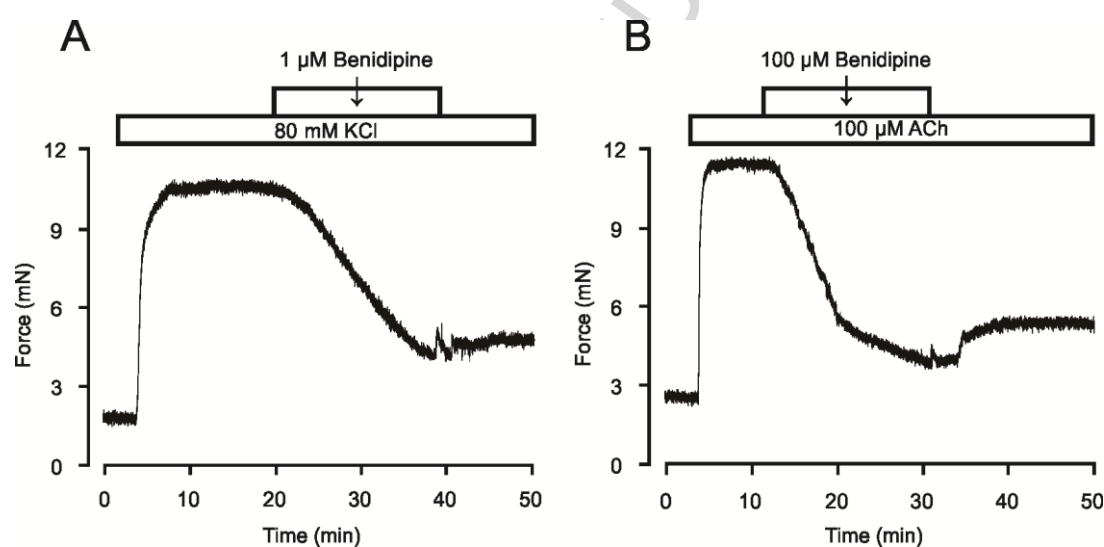 A
1 µM Benidipine
80 mM KCl
12
9
6
3
0
Force (mN)
0 10 20 30 40 50
Time (min)
B
100 µM Benidipine
100 µM ACh
12
9
6
3
0
Force (mN)
0 10 20 30 40 50
Time (min)